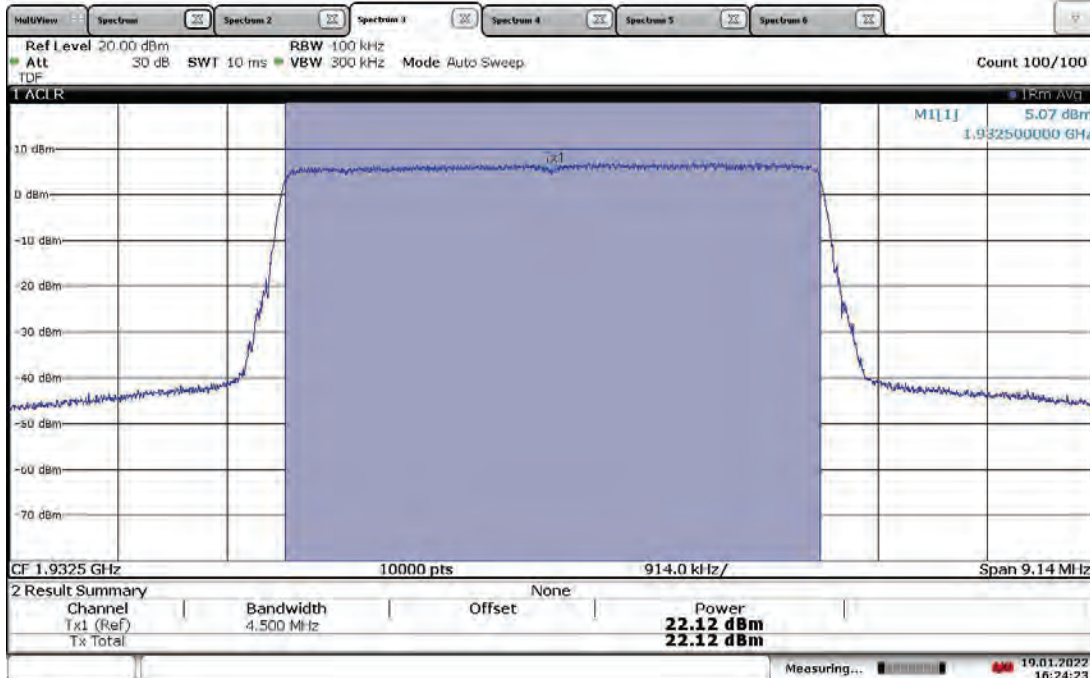 MultiView Spectrum Spectrum 2 Spectrum 3 Spectrum 4 Spectrum 5 Spectrum 6
Ref Level 20.00 dBm RBW 100 kHz
Att 30 dB SWT 10 ms VBW 300 kHz Mode Auto Sweep Count 100/100
TDF
1 ACLR 1Rm Avg
M1[1] 5.07 dBm
1.932500000 GHz
10 dBm
Tx1
0 dBm
-10 dBm
-20 dBm
-30 dBm
-40 dBm
-50 dBm
-60 dBm
-70 dBm
CF 1.9325 GHz 10000 pts 914.0 kHz/ Span 9.14 MHz
2 Result Summary None
Channel Bandwidth Offset Power
Tx1 (Ref) 4.500 MHz 22.12 dBm
Tx Total 22.12 dBm
Measuring... 19.01.2022
16:24:23